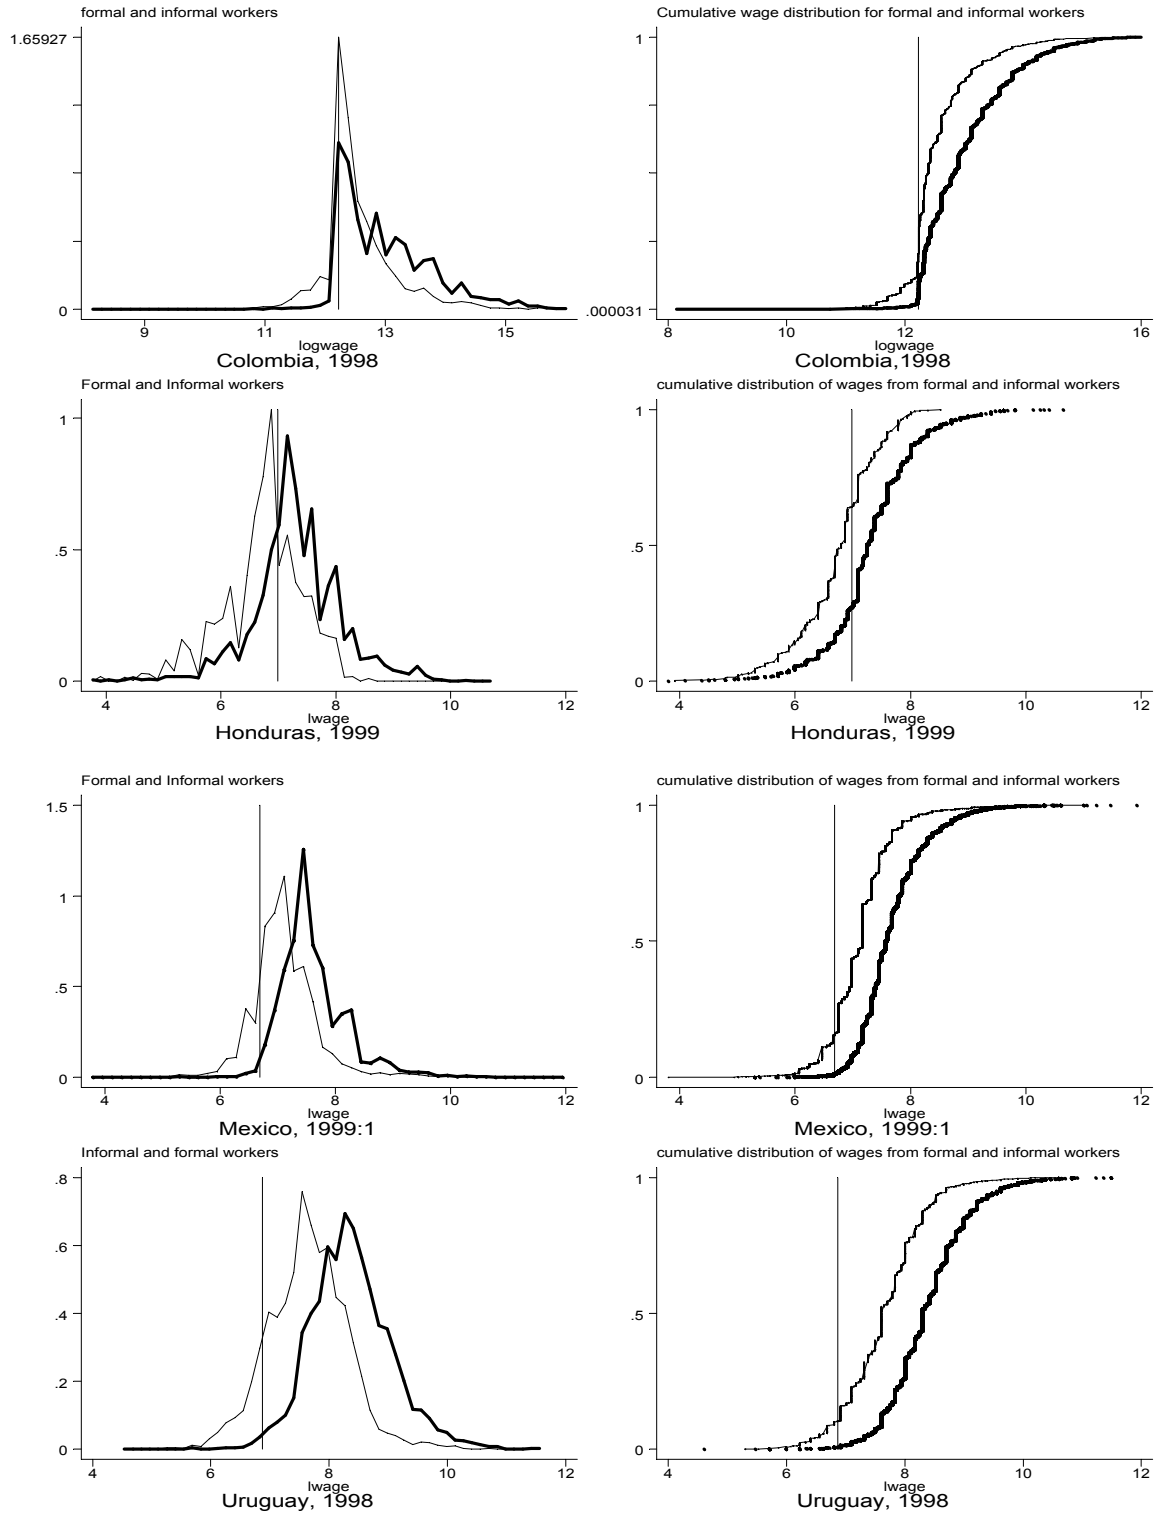 formal and informal workers
1.65927
0
9 11 13 15
logwage
Colombia, 1998
Cumulative wage distribution for formal and informal workers
1
.000031
8 10 12 16
logwage
Colombia,1998
Formal and Informal workers
1
.5
0
4 6 8 10 12
lwage
Honduras, 1999
cumulative distribution of wages from formal and informal workers
1
.5
0
4 6 8 10 12
lwage
Honduras, 1999
Formal and Informal workers
1.5
1
.5
0
4 6 8 10 12
lwage
Mexico, 1999:1
cumulative distribution of wages from formal and informal workers
1
.5
0
4 6 8 10 12
lwage
Mexico, 1999:1
Informal and formal workers
.8
.6
.4
.2
0
4 6 8 10 12
lwage
Uruguay, 1998
cumulative distribution of wages from formal and informal workers
1
.5
0
4 6 8 10 12
lwage
Uruguay, 1998